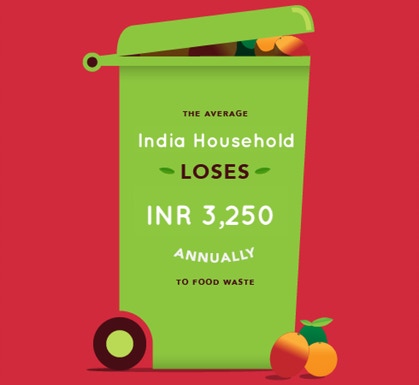 THE AVERAGE
India Household
LOSES
INR 3,250
ANNUALLY
TO FOOD WASTE